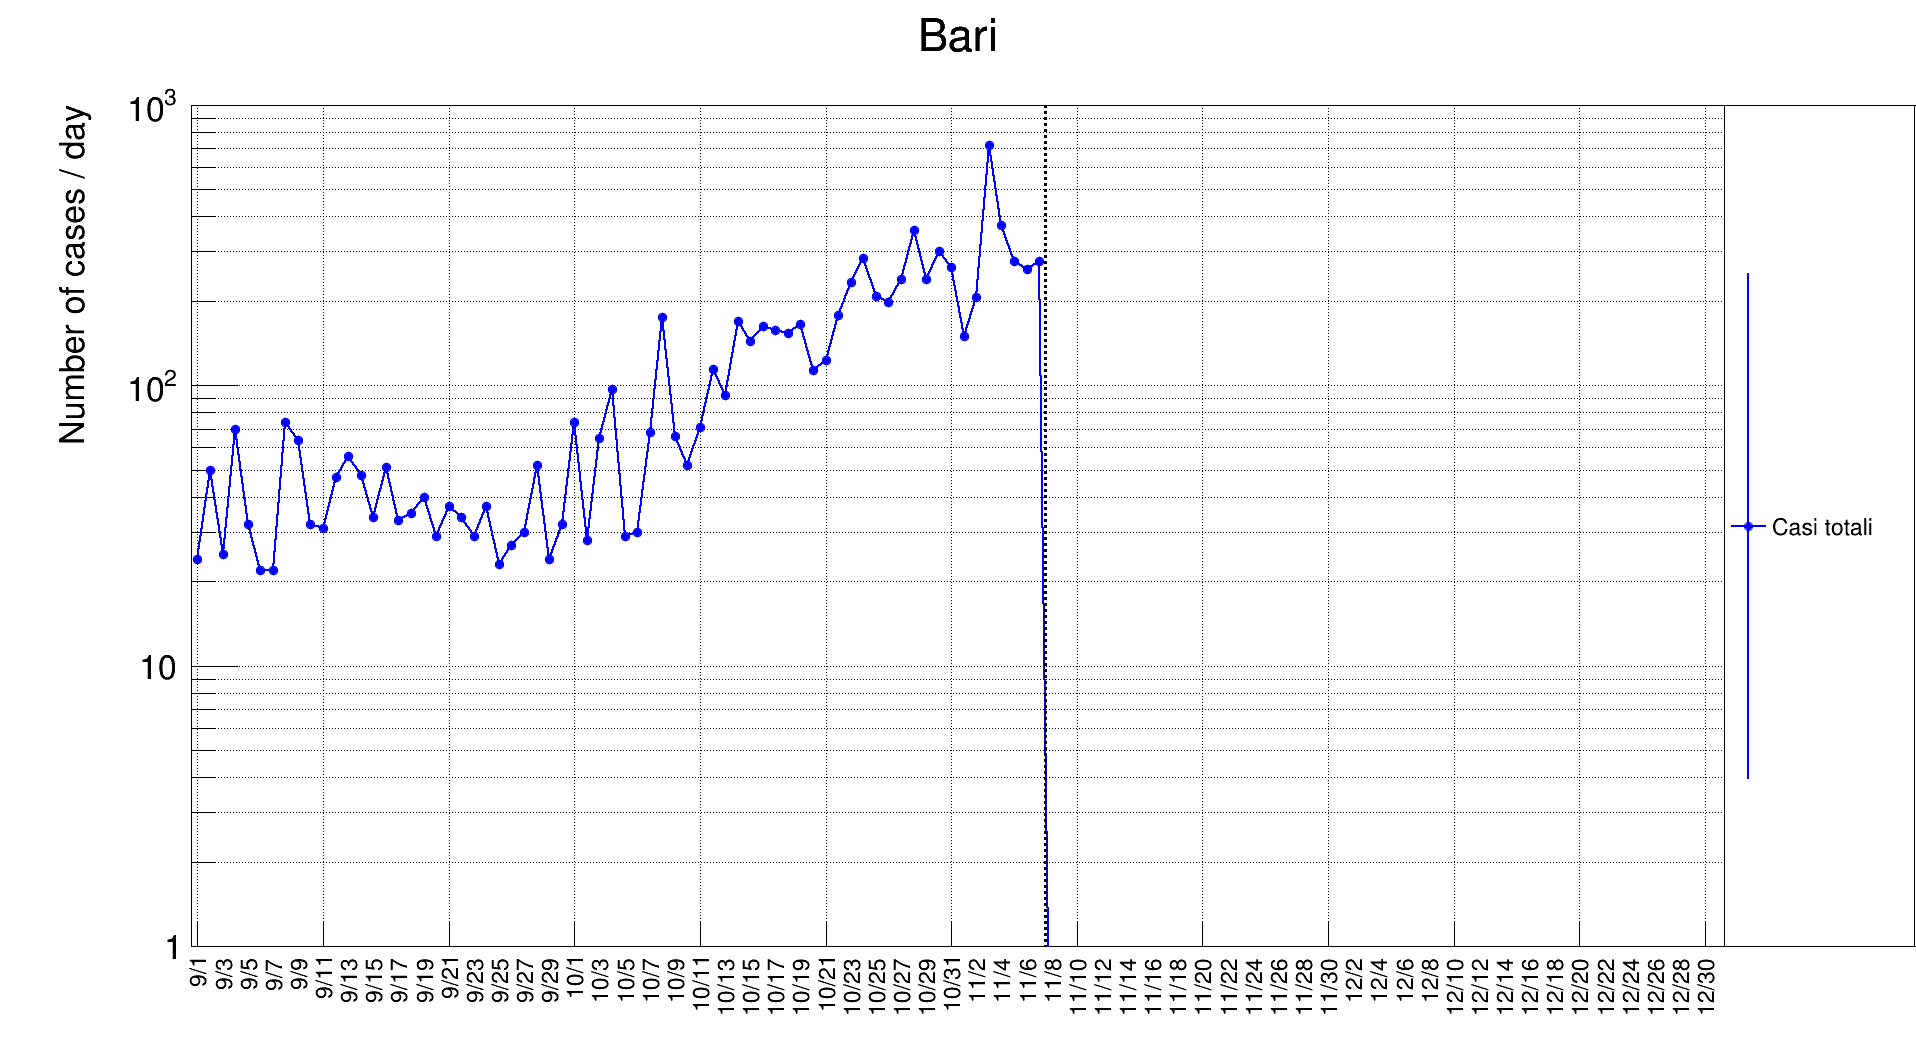 Bari
Number of cases / day
10³
10²
10
1
9/1 9/3 9/5 9/7 9/9 9/11 9/13 9/15 9/17 9/19 9/21 9/23 9/25 9/27 9/29 10/1 10/3 10/5 10/7 10/9 10/11 10/13 10/15 10/17 10/19 10/21 10/23 10/25 10/27 10/29 10/31 11/2 11/4 11/6 11/8 11/10 11/12 11/14 11/16 11/18 11/20 11/22 11/24 11/26 11/28 11/30 12/2 12/4 12/6 12/8 12/10 12/12 12/14 12/16 12/18 12/20 12/22 12/24 12/26 12/28 12/30
Casi totali